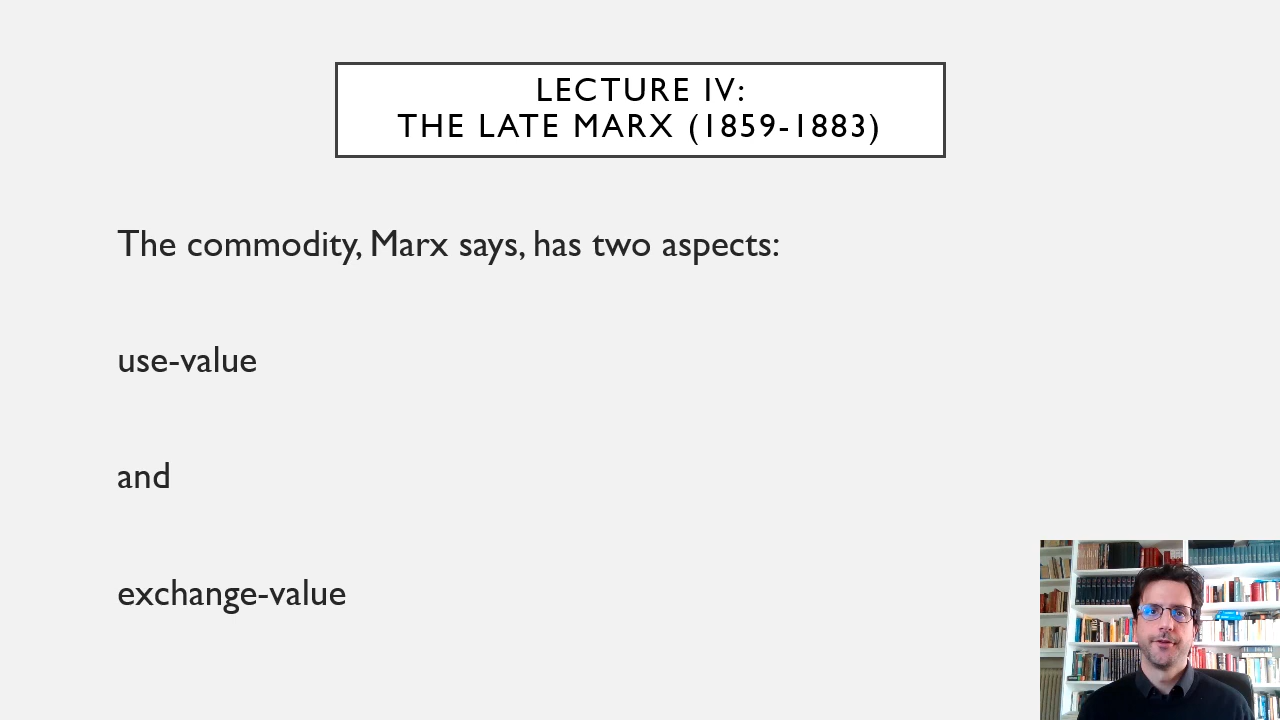 LECTURE IV:
THE LATE MARX (1859-1883)
The commodity, Marx says, has two aspects:
use-value
and
exchange-value